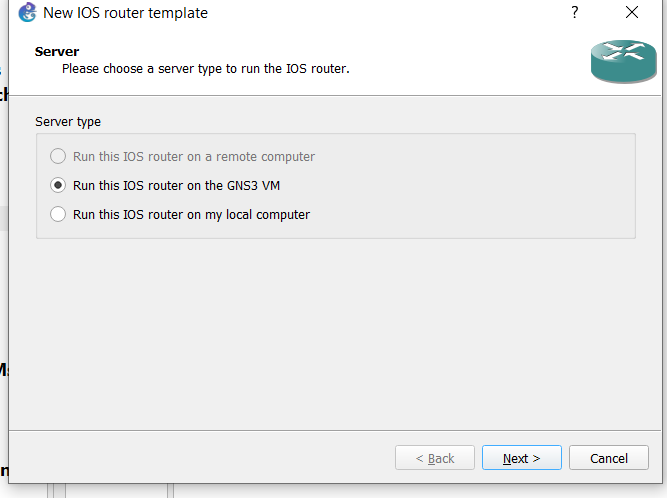 New IOS router template
?
Server
Please choose a server type to run the IOS router.
Server type
Run this IOS router on a remote computer
Run this IOS router on the GNS3 VM
Run this IOS router on my local computer
< Back
Next >
Cancel